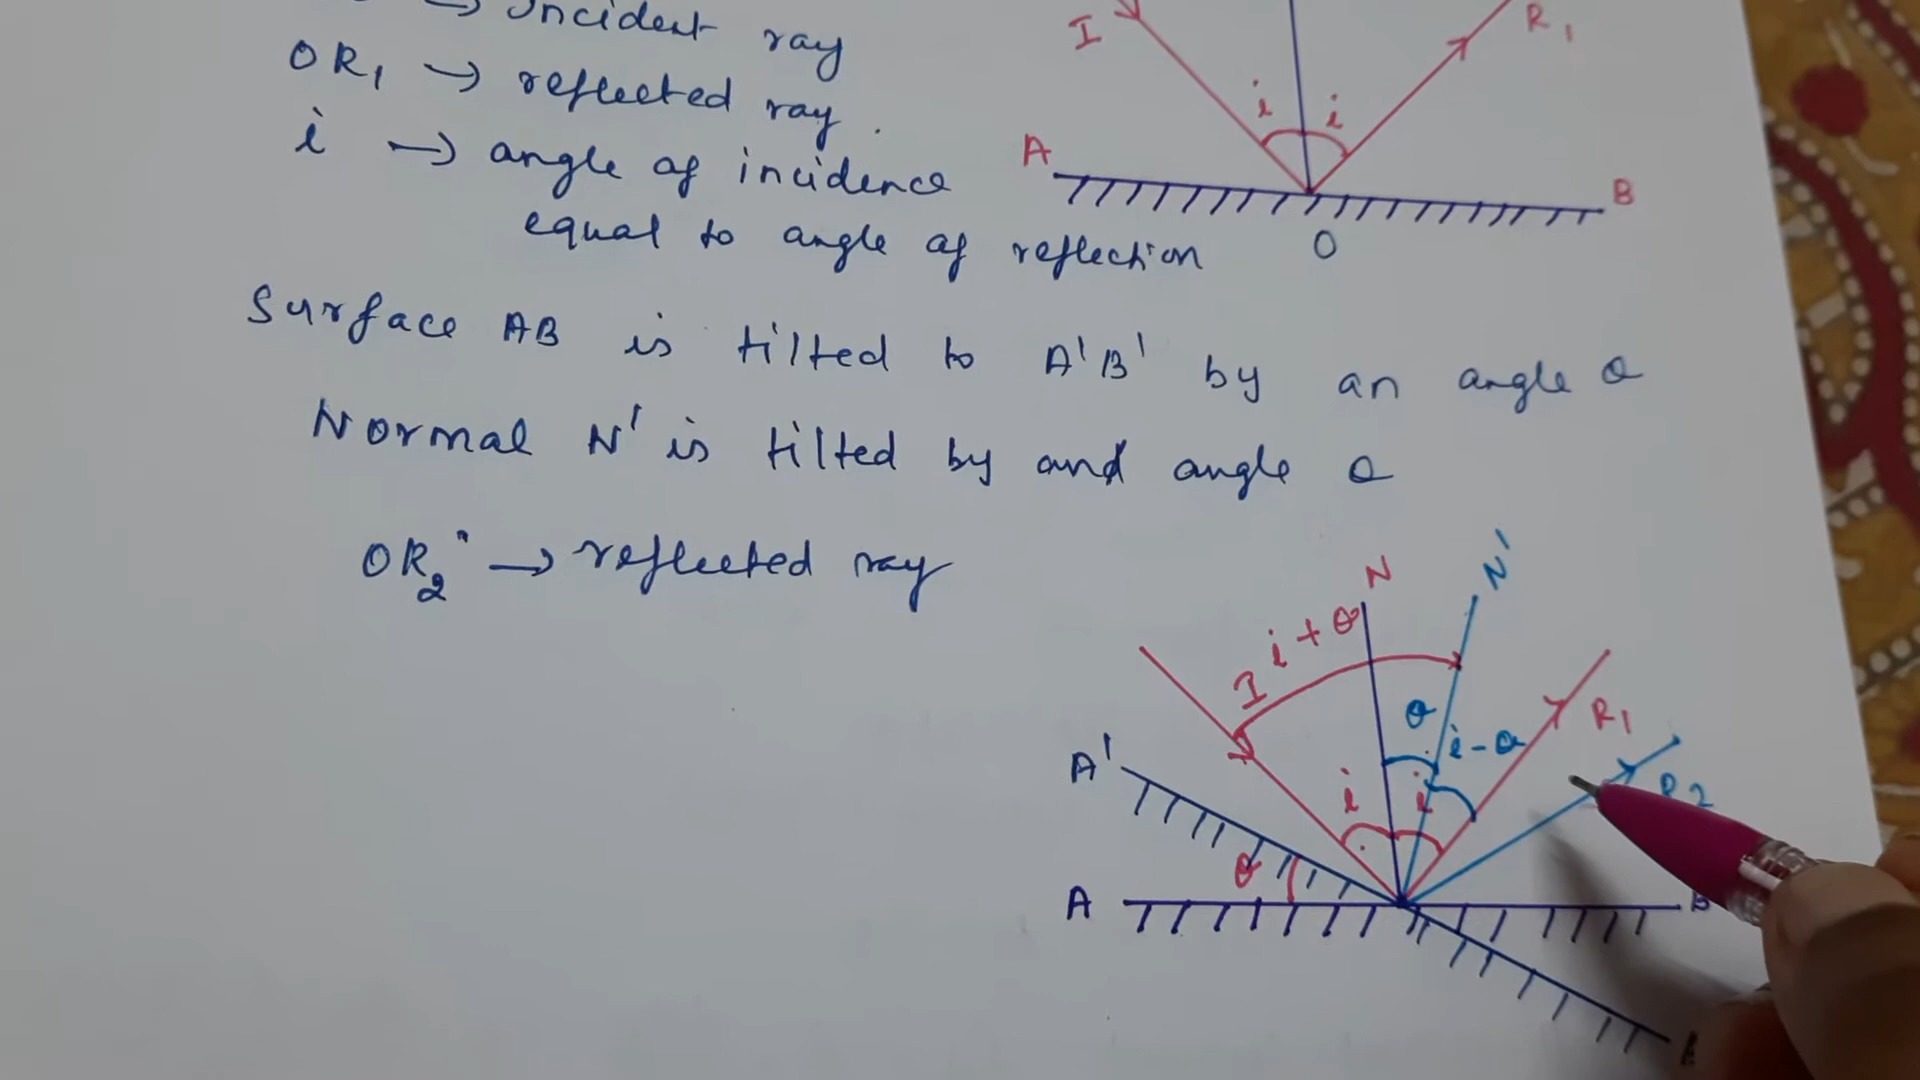 → Incident ray
OR₁ → reflected ray.
i → angle of incidence
equal to angle of reflection
I
R₁
i i
A
B
O
Surface AB is tilted to A'B' by an angle θ
Normal N' is tilted by and angle θ
OR₂ → reflected ray
N
N'
i + θ
I
θ
i - θ
R₁
R2
A'
i i
θ
A
B